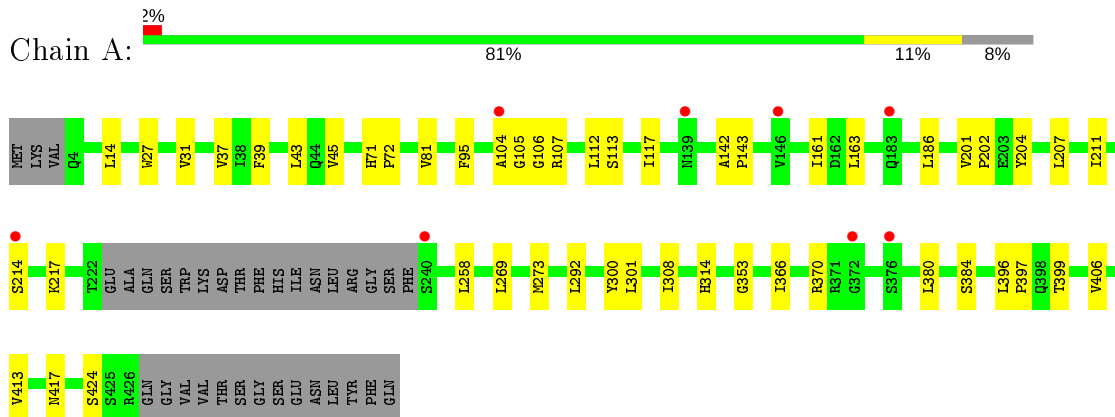 2%
Chain A:
81% 11% 8%
MET LYS VAL Q4 L14 W27 V31 V37 I38 F39 L43 Q44 V45 H71 P72 V81 F95 A104 G105 G106 R107 L112 S113 I117 N139 A142 P143 V146 I161 D162 L163 Q183 L186 V201 P202 E203 Y204 L207 I211
S214 K217 T222 GLU ALA GLN SER TRP LYS ASP THR PHE HIS ILE ASN LEU ARG GLY SER PHE S240 L258 L269 M273 L292 Y300 L301 I308 H314 G353 I366 R370 R371 G372 S376 L380 S384 L396 P397 Q398 T399 V406
V413 N417 S424 S425 R426 GLN GLY VAL VAL THR SER GLY SER GLU ASN LEU TYR PHE GLN